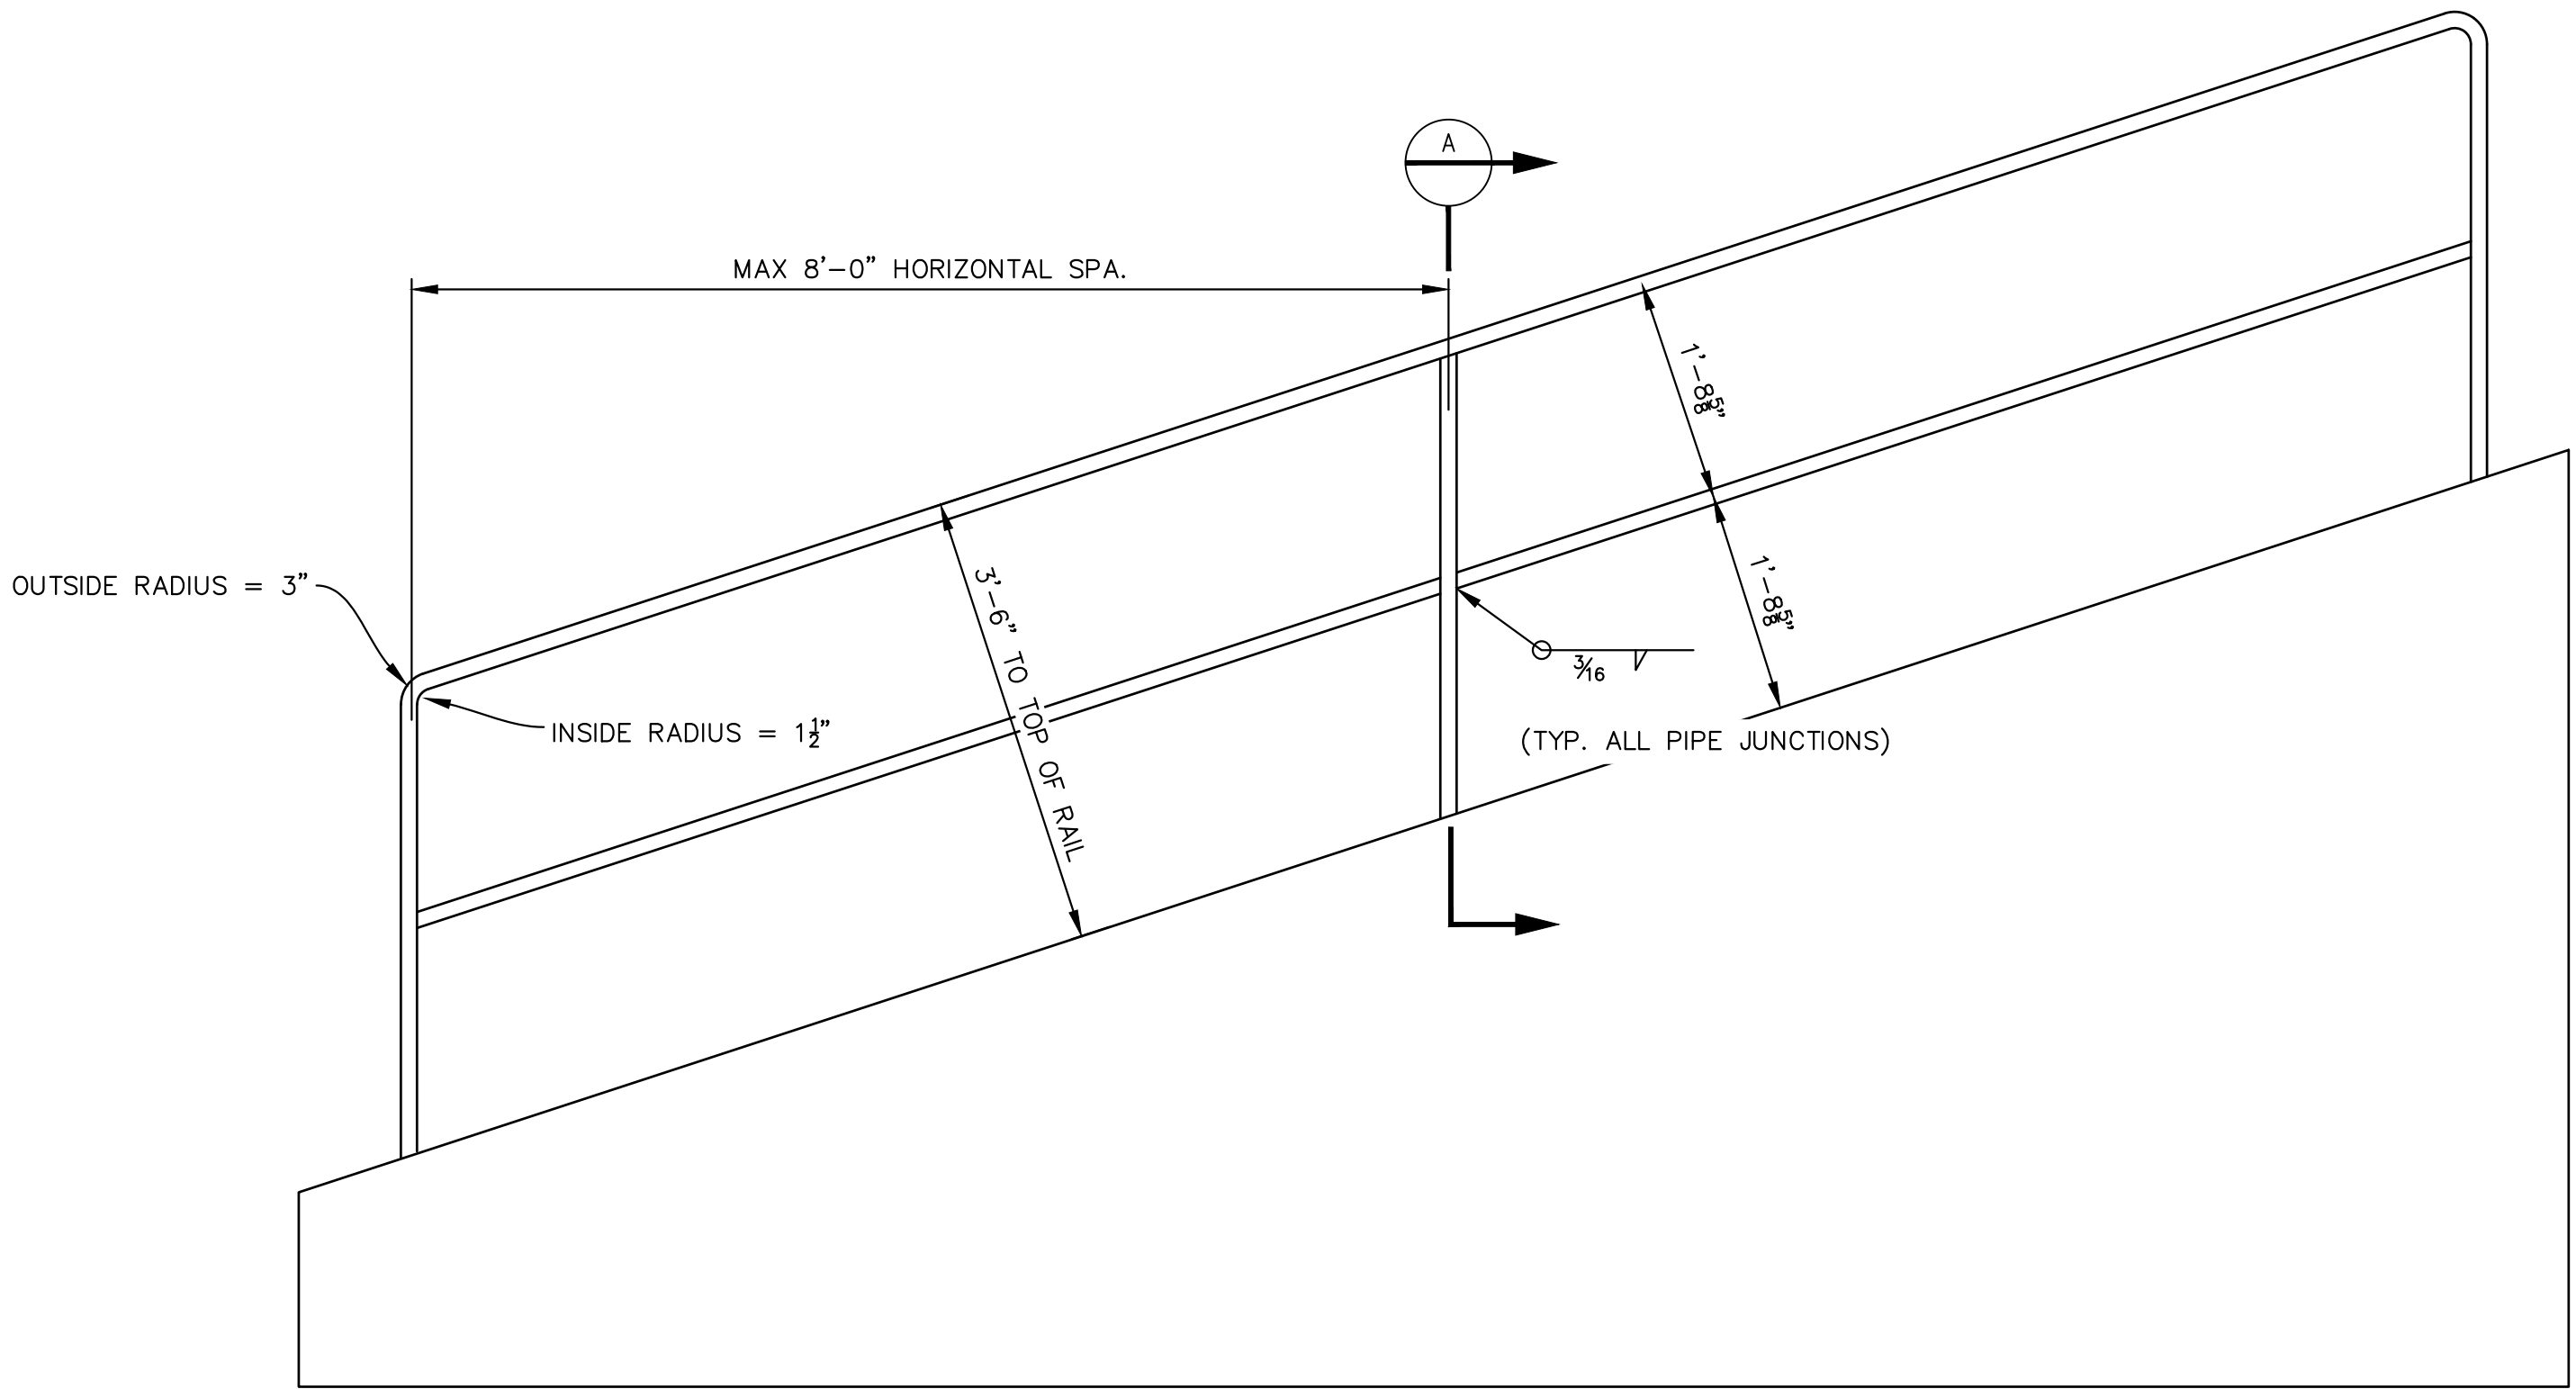 A
MAX 8'-0" HORIZONTAL SPA.
1'-8⅝"
OUTSIDE RADIUS = 3"
3'-6" TO TOP OF RAIL
1'-8⅝"
3/16
INSIDE RADIUS = 1½"
(TYP. ALL PIPE JUNCTIONS)